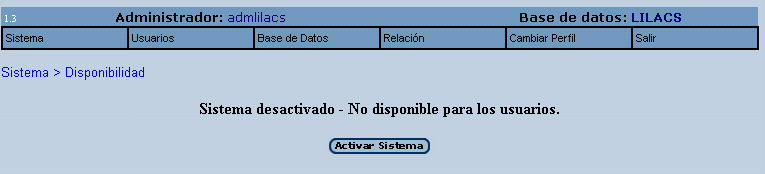 1.3 Administrador: admlilacs Base de datos: LILACS
Sistema Usuarios Base de Datos Relación Cambiar Perfil Salir
Sistema > Disponibilidad
Sistema desactivado - No disponible para los usuarios.
Activar Sistema